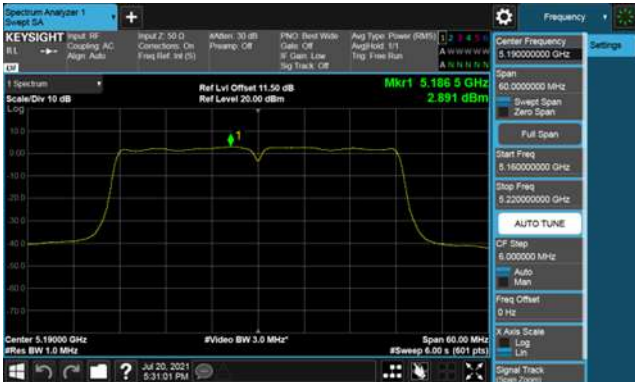 Spectrum Analyzer 1
Swept SA
Frequency
KEYSIGHT
Input: RF
Input Z: 50 Ω
#Atten: 30 dB
PNO: Best Wide
Avg Type: Power (RMS)
1 2 3 4 5 6
RL
Coupling: AC
Corrections: On
Preamp: Off
Gate: Off
Avg|Hold: 1/1
A W W W W W
Align: Auto
Freq Ref: Int (S)
IF Gain: Low
Trig: Free Run
Sig Track: Off
A N N N N N
LW
1 Spectrum
Ref Lvl Offset 11.50 dB
Mkr1 5.186 5 GHz
Scale/Div 10 dB
Ref Level 20.00 dBm
2.891 dBm
Log
10.0
0.00
-10.0
-20.0
-30.0
-40.0
-50.0
-60.0
-70.0
1
Center 5.19000 GHz
#Video BW 3.0 MHz*
Span 60.00 MHz
#Res BW 1.0 MHz
#Sweep 6.00 s (601 pts)
Jul 20, 2021
5:31:01 PM
?
Center Frequency
5.190000000 GHz
Settings
Span
60.0000000 MHz
Swept Span
Zero Span
Full Span
Start Freq
5.160000000 GHz
Stop Freq
5.220000000 GHz
AUTO TUNE
CF Step
6.000000 MHz
Auto
Man
Freq Offset
0 Hz
X Axis Scale
Log
Lin
Signal Track
(Span Zoom)